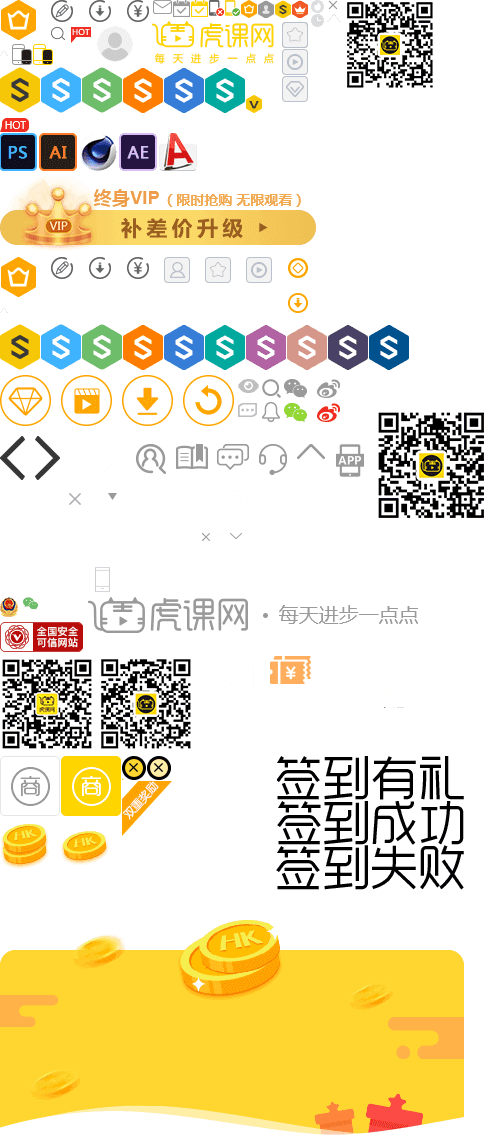 HOT
虎课网
每天进步一点点
S S S S S S V
HOT
PS AI AE A
终身VIP（限时抢购 无限观看）
VIP
补差价升级
S S S S S S S S S S
APP
虎课网 • 每天进步一点点
全国安全
可信网站
商 商
双重奖励
HK HK
签到有礼
签到成功
签到失败
HK